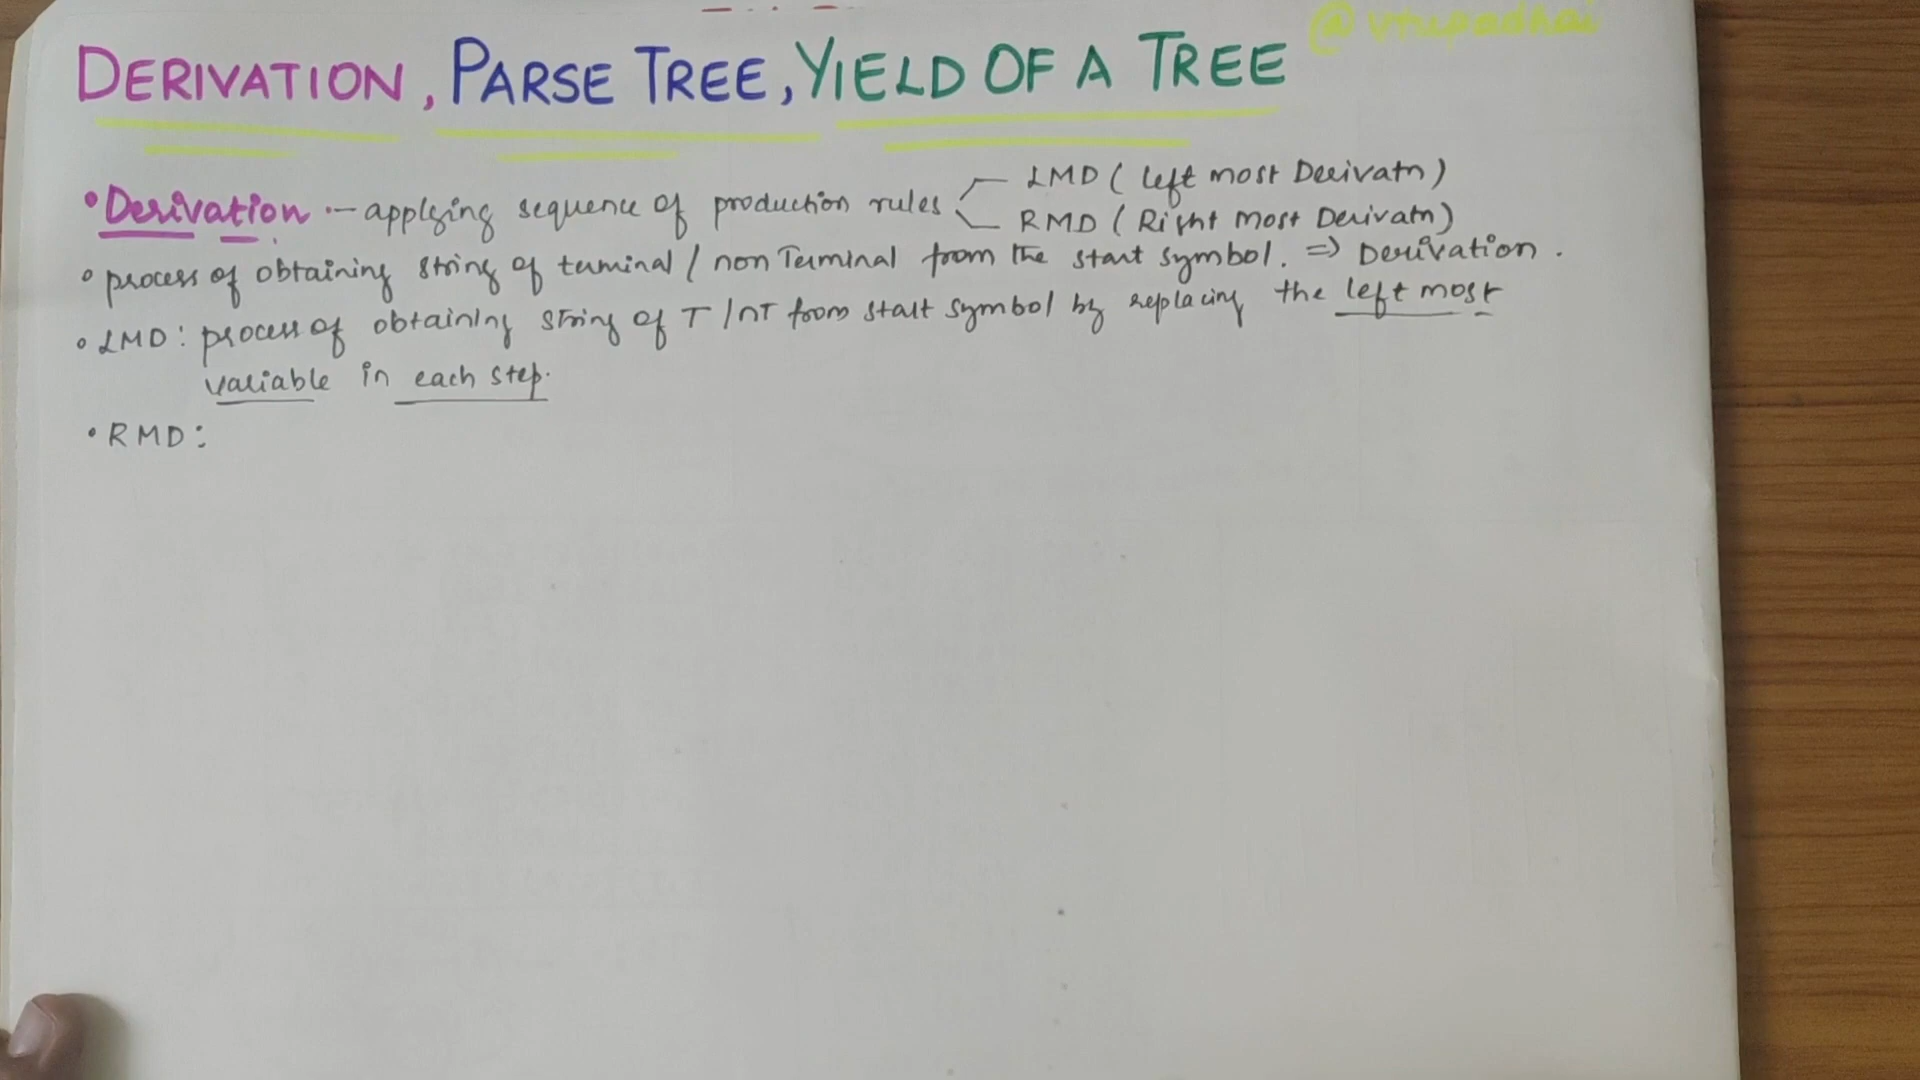 @vtupadhai
DERIVATION, PARSE TREE, YIELD OF A TREE
• Derivation :- applying sequence of production rules
LMD ( left most Derivatn )
RMD ( Right Most Derivatn )
• process of obtaining string of terminal / non Terminal from the start symbol. => Derivation.
• LMD : process of obtaining string of T / nT from start symbol by replacing the left most
variable in each step.
• RMD :